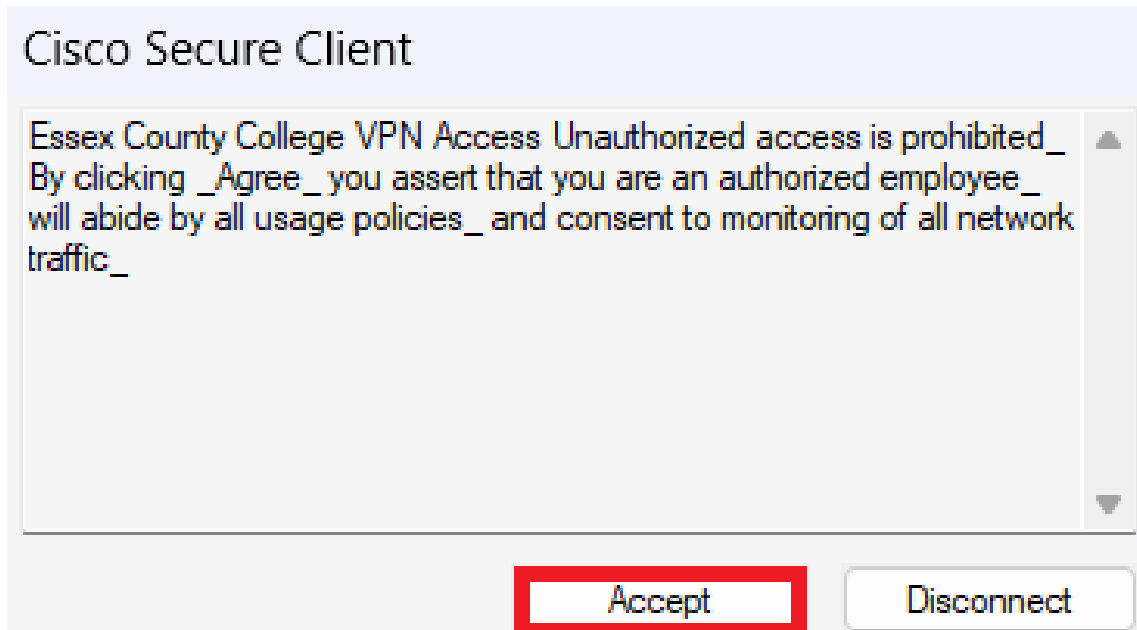 Cisco Secure Client
Essex County College VPN Access Unauthorized access is prohibited_
By clicking _Agree_ you assert that you are an authorized employee_
will abide by all usage policies_ and consent to monitoring of all network
traffic_
Accept
Disconnect